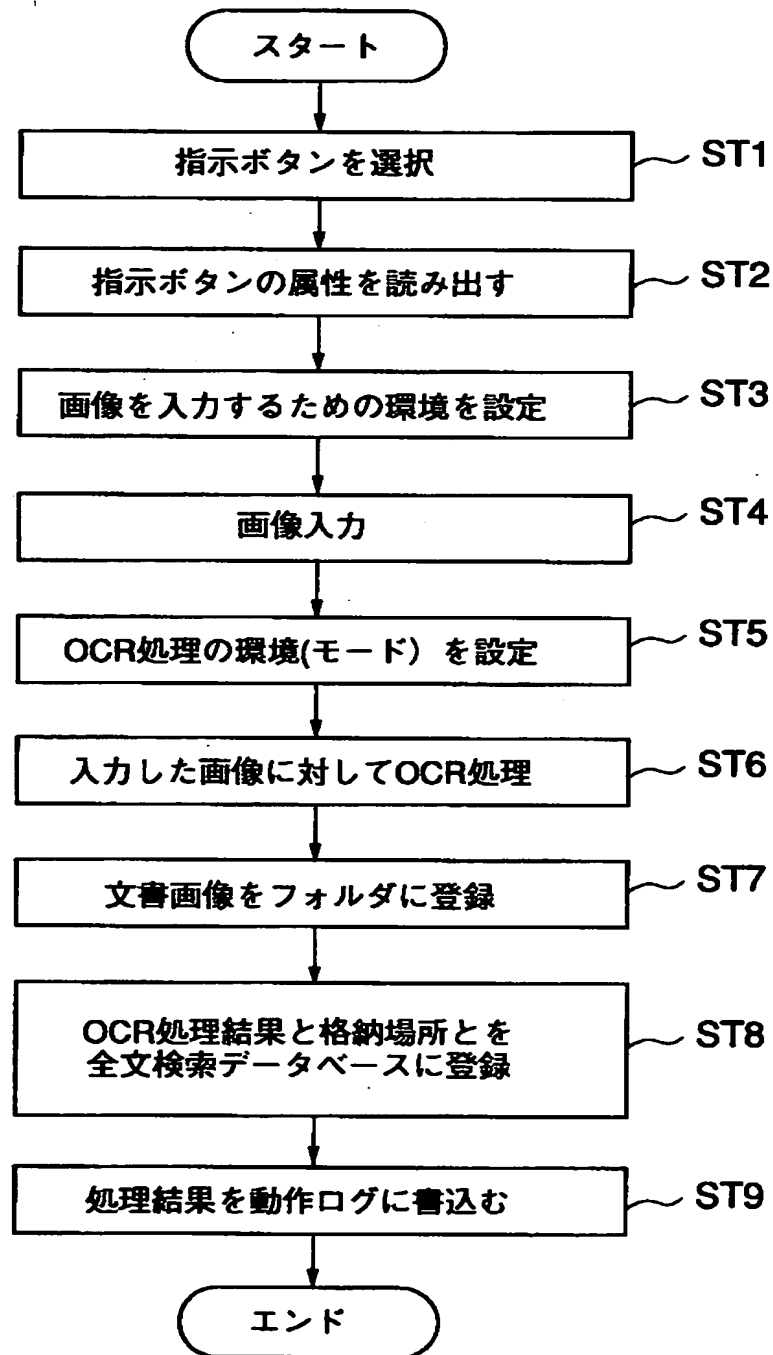 スタート
指示ボタンを選択 ST1
指示ボタンの属性を読み出す ST2
画像を入力するための環境を設定 ST3
画像入力 ST4
OCR処理の環境(モード) を設定 ST5
入力した画像に対してOCR処理 ST6
文書画像をフォルダに登録 ST7
OCR処理結果と格納場所とを
全文検索データベースに登録 ST8
処理結果を動作ログに書込む ST9
エンド